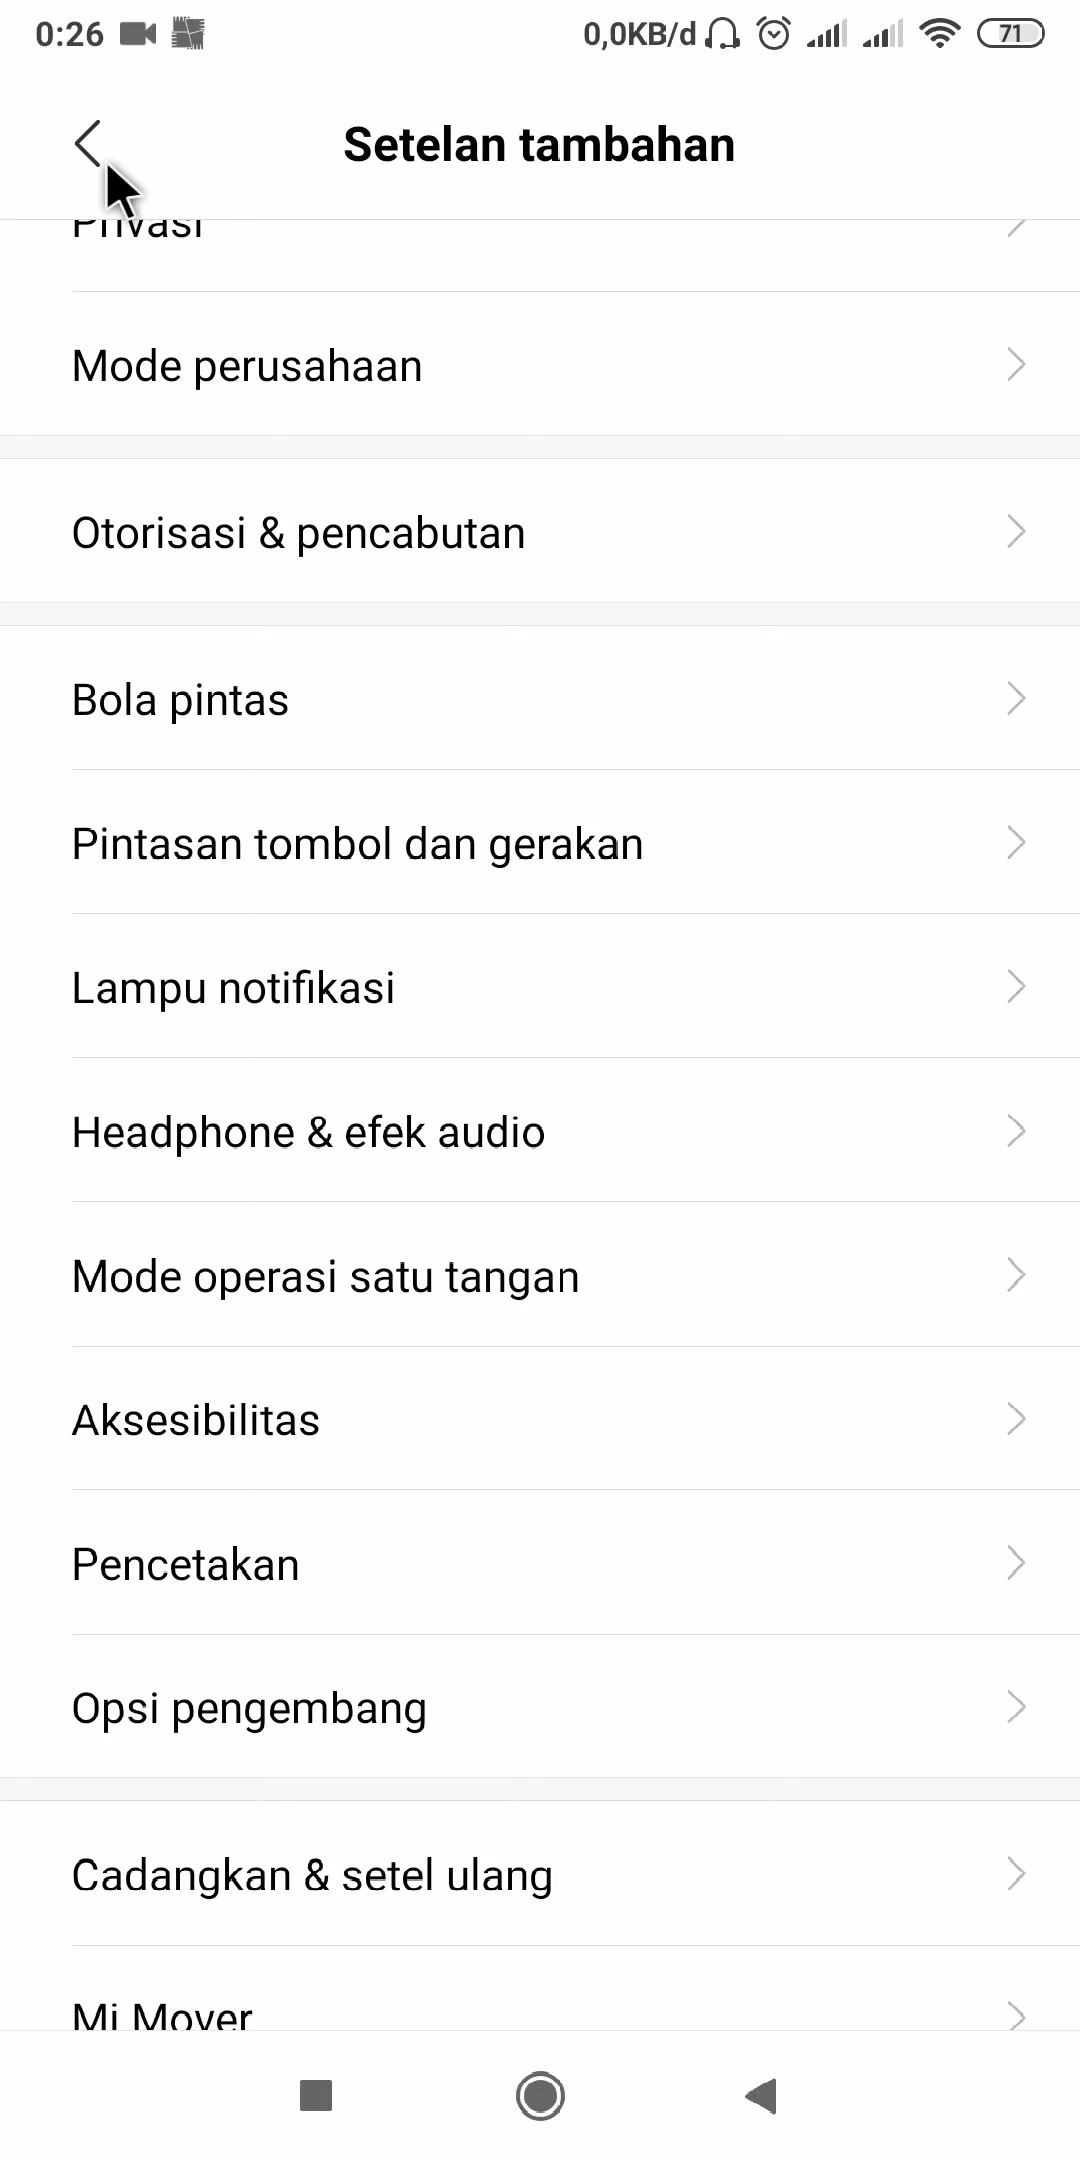 0:26 0,0KB/d 71
Setelan tambahan
Privasi
Mode perusahaan
Otorisasi & pencabutan
Bola pintas
Pintasan tombol dan gerakan
Lampu notifikasi
Headphone & efek audio
Mode operasi satu tangan
Aksesibilitas
Pencetakan
Opsi pengembang
Cadangkan & setel ulang
Mi Mover